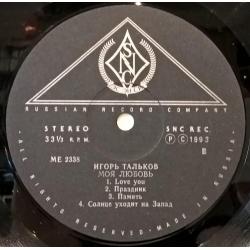 SNC
RUSSIAN RECORD COMPANY
STEREO
SNC REC.
33⅓ R.P.M.
Ⓟ © 1993
ME 2338
B
ИГОРЬ ТАЛЬКОВ
МОЯ ЛЮБОВЬ
1. Love you
2. Праздник
3. Память
4. Солнце уходит на Запад
ALL RIGHTS RESERVED · MADE IN RUSSIA